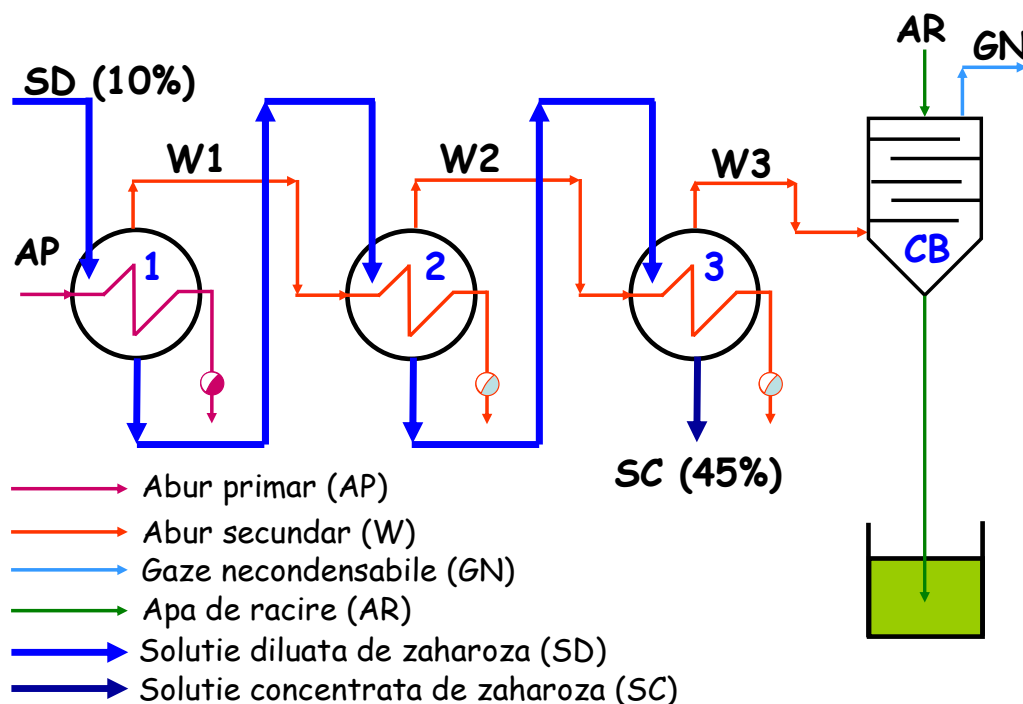 AR
GN
SD (10%)
W1
W2
W3
AP
1
2
3
CB
SC (45%)
Abur primar (AP)
Abur secundar (W)
Gaze necondensabile (GN)
Apa de racire (AR)
Solutie diluata de zaharoza (SD)
Solutie concentrata de zaharoza (SC)